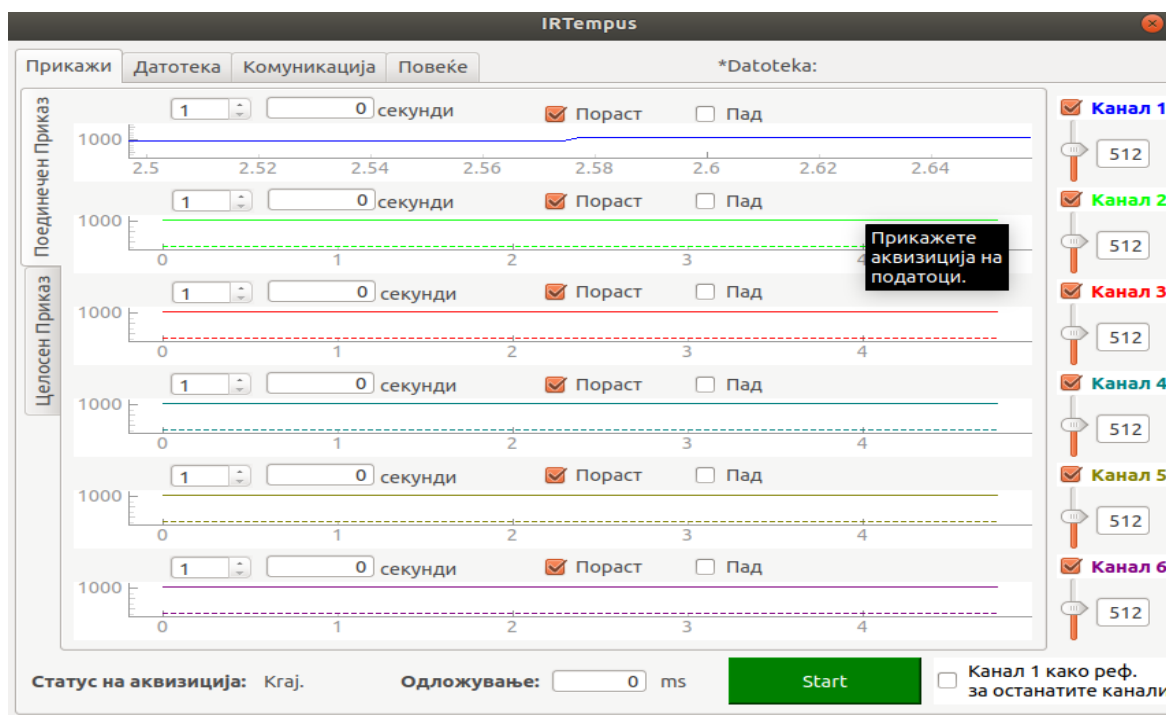 IRTempus
Прикажи Датотека Комуникација Повеќе *Datoteka:
Поединечен Приказ
Целосен Приказ
1 0 секунди Пораст Пад Канал 1
1000 512
2.5 2.52 2.54 2.56 2.58 2.6 2.62 2.64
1 0 секунди Пораст Пад Канал 2
1000 512
0 1 2 3 4
Прикажете
аквизиција на
податоци.
1 0 секунди Пораст Пад Канал 3
1000 512
0 1 2 3 4
1 0 секунди Пораст Пад Канал 4
1000 512
0 1 2 3 4
1 0 секунди Пораст Пад Канал 5
1000 512
0 1 2 3 4
1 0 секунди Пораст Пад Канал 6
1000 512
0 1 2 3 4
Статус на аквизиција: Kraj. Одложување: 0 ms Start
Канал 1 како реф.
за останатите канали